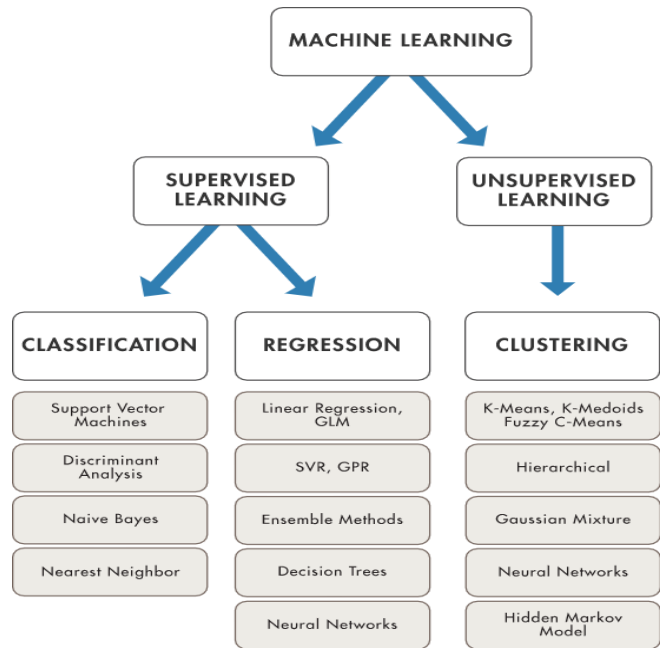 MACHINE LEARNING
SUPERVISED
LEARNING
UNSUPERVISED
LEARNING
CLASSIFICATION
Support Vector
Machines
Discriminant
Analysis
Naive Bayes
Nearest Neighbor
REGRESSION
Linear Regression,
GLM
SVR, GPR
Ensemble Methods
Decision Trees
Neural Networks
CLUSTERING
K-Means, K-Medoids
Fuzzy C-Means
Hierarchical
Gaussian Mixture
Neural Networks
Hidden Markov
Model